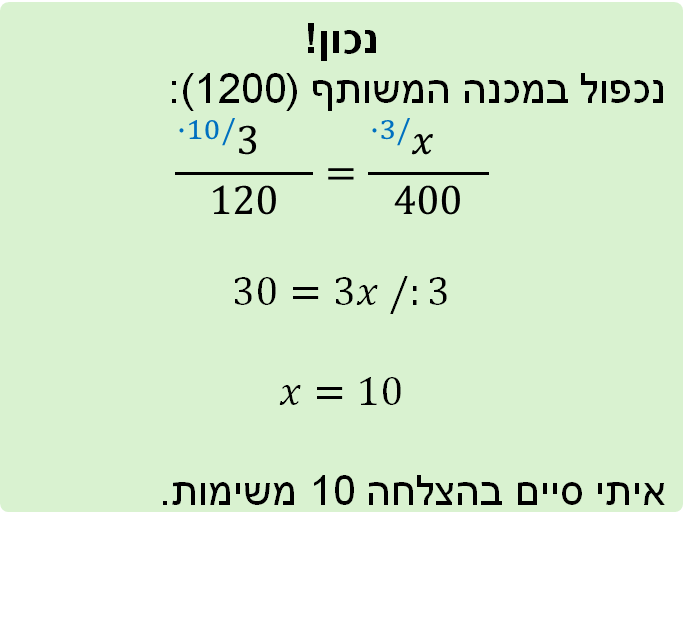 נכון!
נכפול במכנה המשותף (1200):
·10/3 / 120 = ·3/x / 400
30 = 3x /:3
x = 10
איתי סיים בהצלחה 10 משימות.